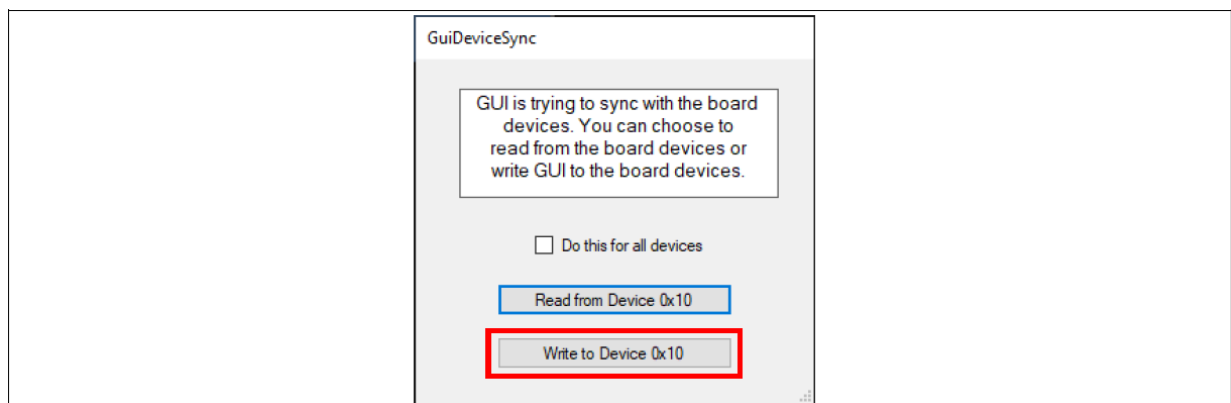 GuiDeviceSync
GUI is trying to sync with the board
devices. You can choose to
read from the board devices or
write GUI to the board devices.
Do this for all devices
Read from Device 0x10
Write to Device 0x10